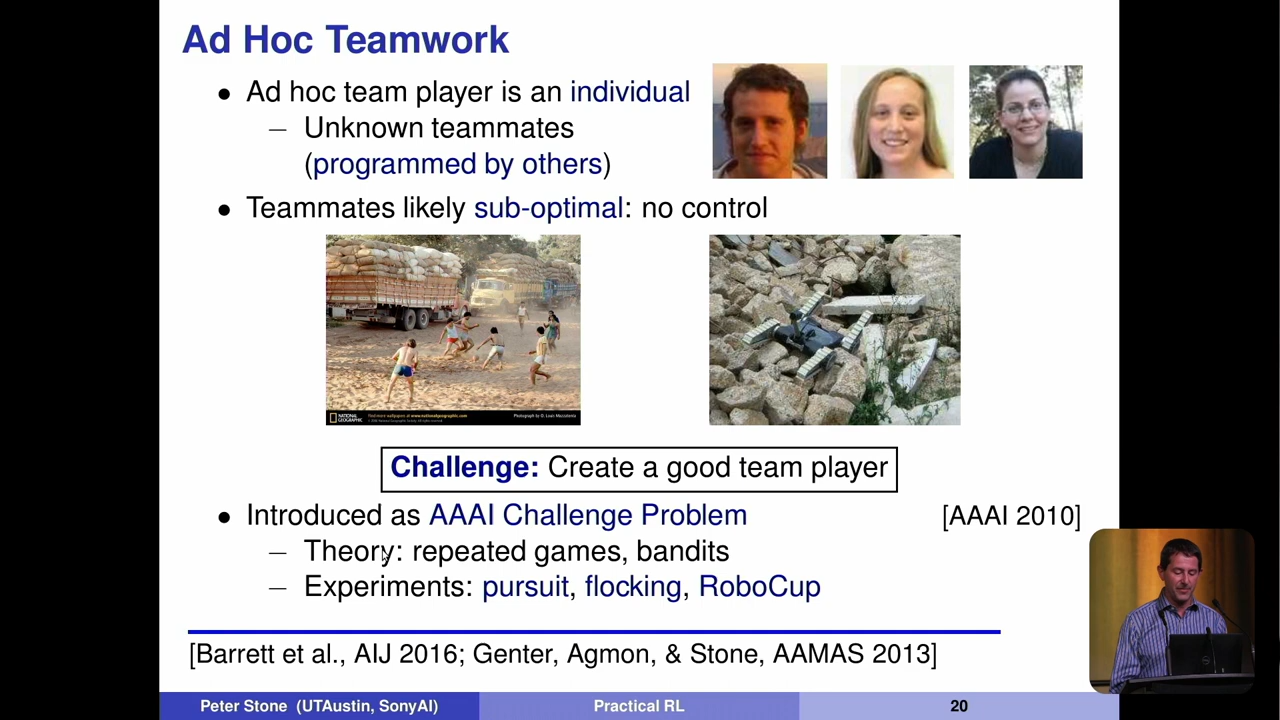 Ad Hoc Teamwork
• Ad hoc team player is an individual
– Unknown teammates
(programmed by others)
• Teammates likely sub-optimal: no control
NATIONAL
GEOGRAPHIC
Challenge: Create a good team player
• Introduced as AAAI Challenge Problem [AAAI 2010]
– Theory: repeated games, bandits
– Experiments: pursuit, flocking, RoboCup
[Barrett et al., AIJ 2016; Genter, Agmon, & Stone, AAMAS 2013]
Peter Stone (UTAustin, SonyAI) Practical RL 20